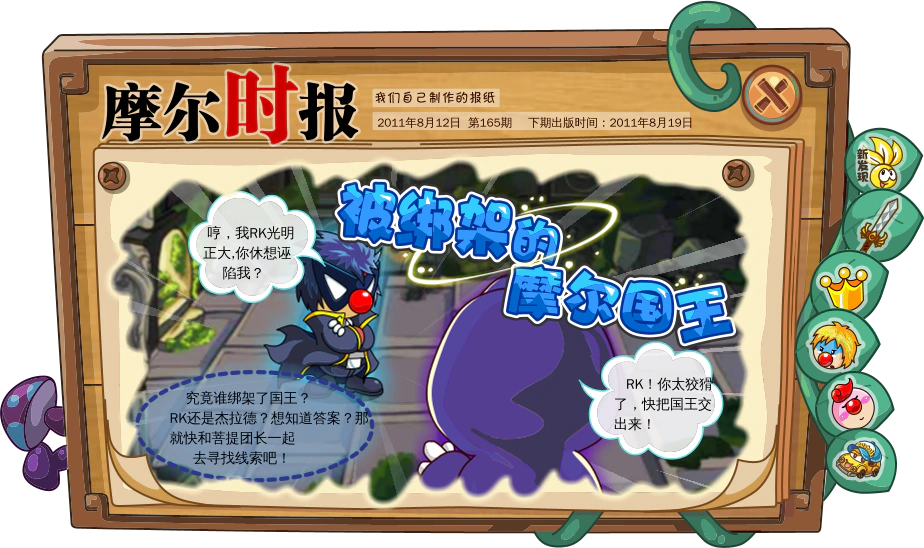 摩尔时报
我们自己制作的报纸
2011年8月12日 第165期 下期出版时间：2011年8月19日
新发现
被绑架的
摩尔国王
哼，我RK光明
正大,你休想诬
陷我？
RK！你太狡猾
了，快把国王交
出来！
究竟谁绑架了国王？
RK还是杰拉德？想知道答案？那
就快和菩提团长一起
去寻找线索吧！